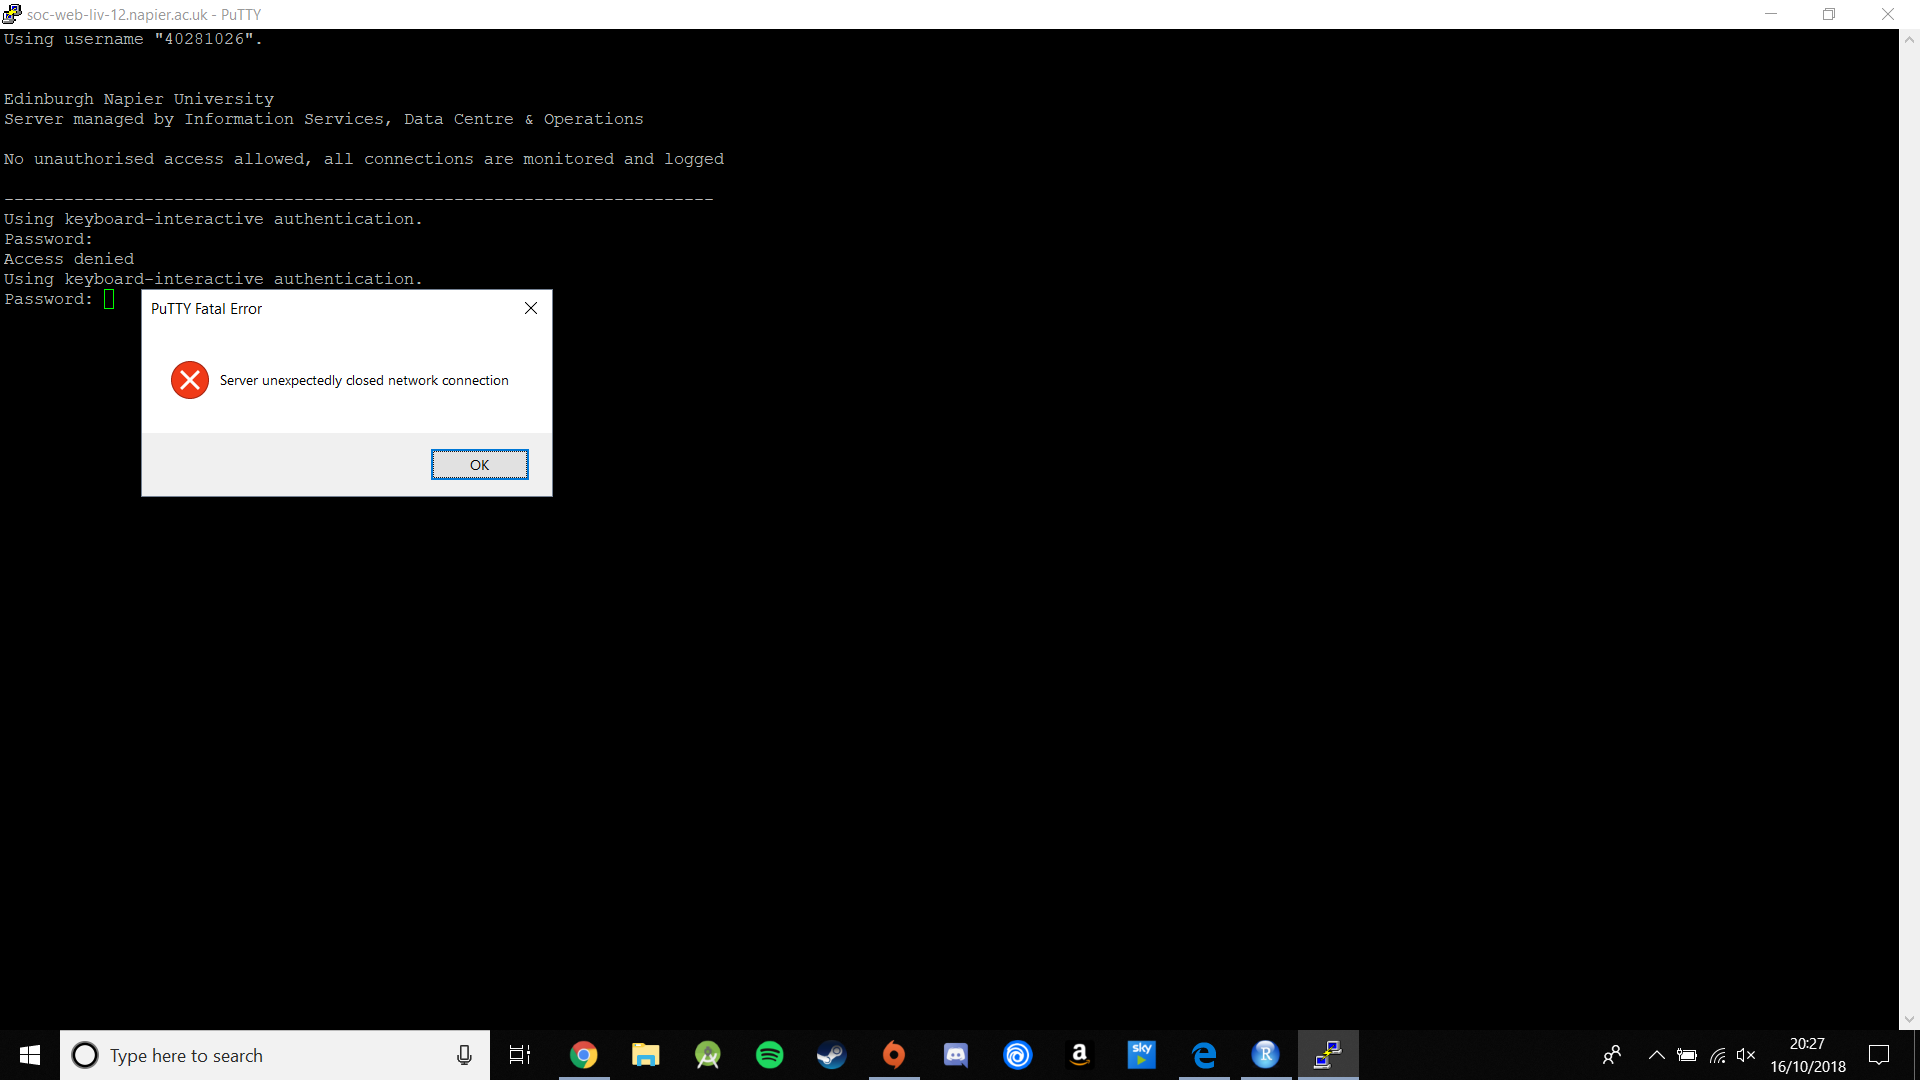 soc-web-liv-12.napier.ac.uk - PuTTY
Using username "40281026".
Edinburgh Napier University
Server managed by Information Services, Data Centre & Operations
No unauthorised access allowed, all connections are monitored and logged
-----------------------------------------------------------------------
Using keyboard-interactive authentication.
Password:
Access denied
Using keyboard-interactive authentication.
Password:
PuTTY Fatal Error
Server unexpectedly closed network connection
OK
Type here to search
a
sky
R
20:27
16/10/2018